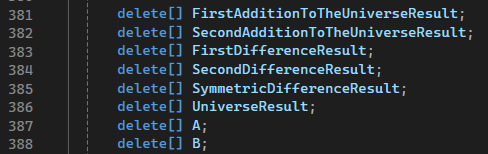 381 delete[] FirstAdditionToTheUniverseResult;
382 delete[] SecondAdditionToTheUniverseResult;
383 delete[] FirstDifferenceResult;
384 delete[] SecondDifferenceResult;
385 delete[] SymmetricDifferenceResult;
386 delete[] UniverseResult;
387 delete[] A;
388 delete[] B;